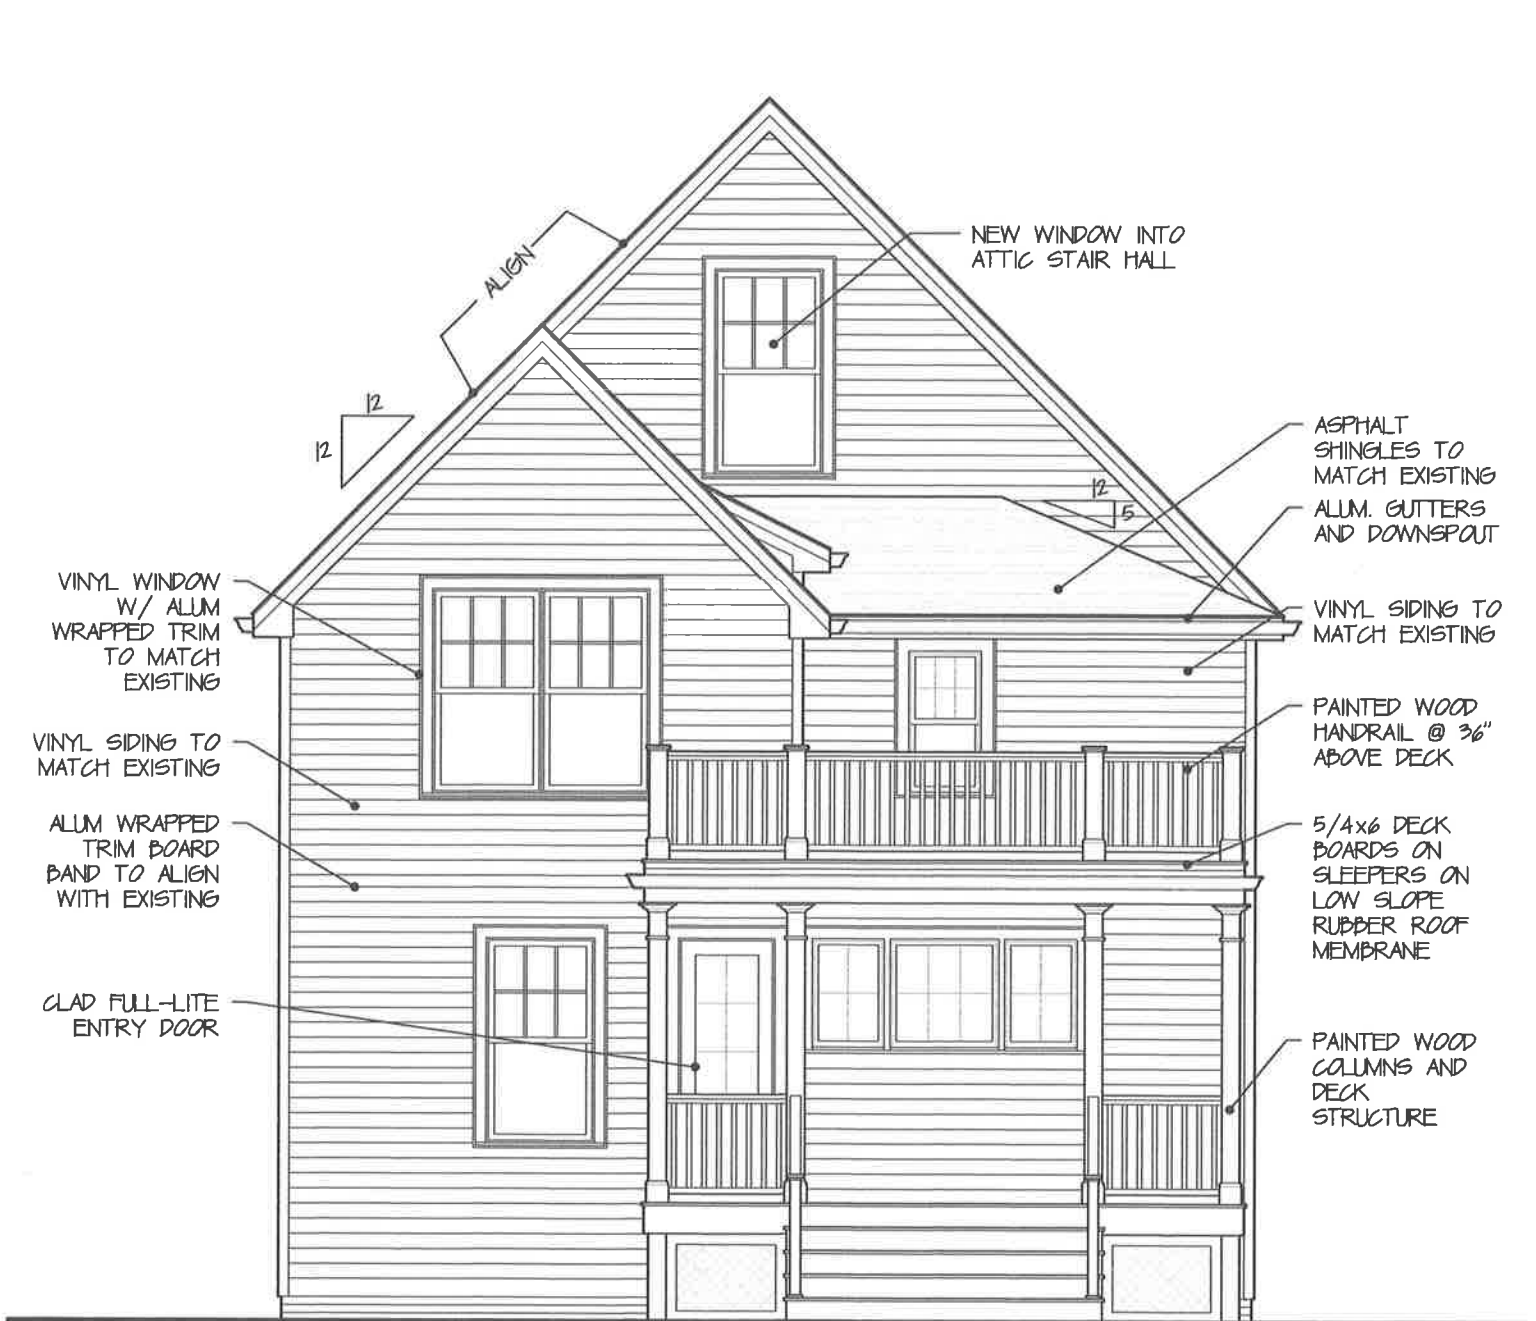 NEW WINDOW INTO
ATTIC STAIR HALL
ALIGN
12
12
ASPHALT
SHINGLES TO
MATCH EXISTING
12
5
ALUM. GUTTERS
AND DOWNSPOUT
VINYL WINDOW
W/ ALUM
WRAPPED TRIM
TO MATCH
EXISTING
VINYL SIDING TO
MATCH EXISTING
PAINTED WOOD
HANDRAIL @ 36"
ABOVE DECK
VINYL SIDING TO
MATCH EXISTING
ALUM WRAPPED
TRIM BOARD
BAND TO ALIGN
WITH EXISTING
5/4x6 DECK
BOARDS ON
SLEEPERS ON
LOW SLOPE
RUBBER ROOF
MEMBRANE
CLAD FULL-LITE
ENTRY DOOR
PAINTED WOOD
COLUMNS AND
DECK
STRUCTURE